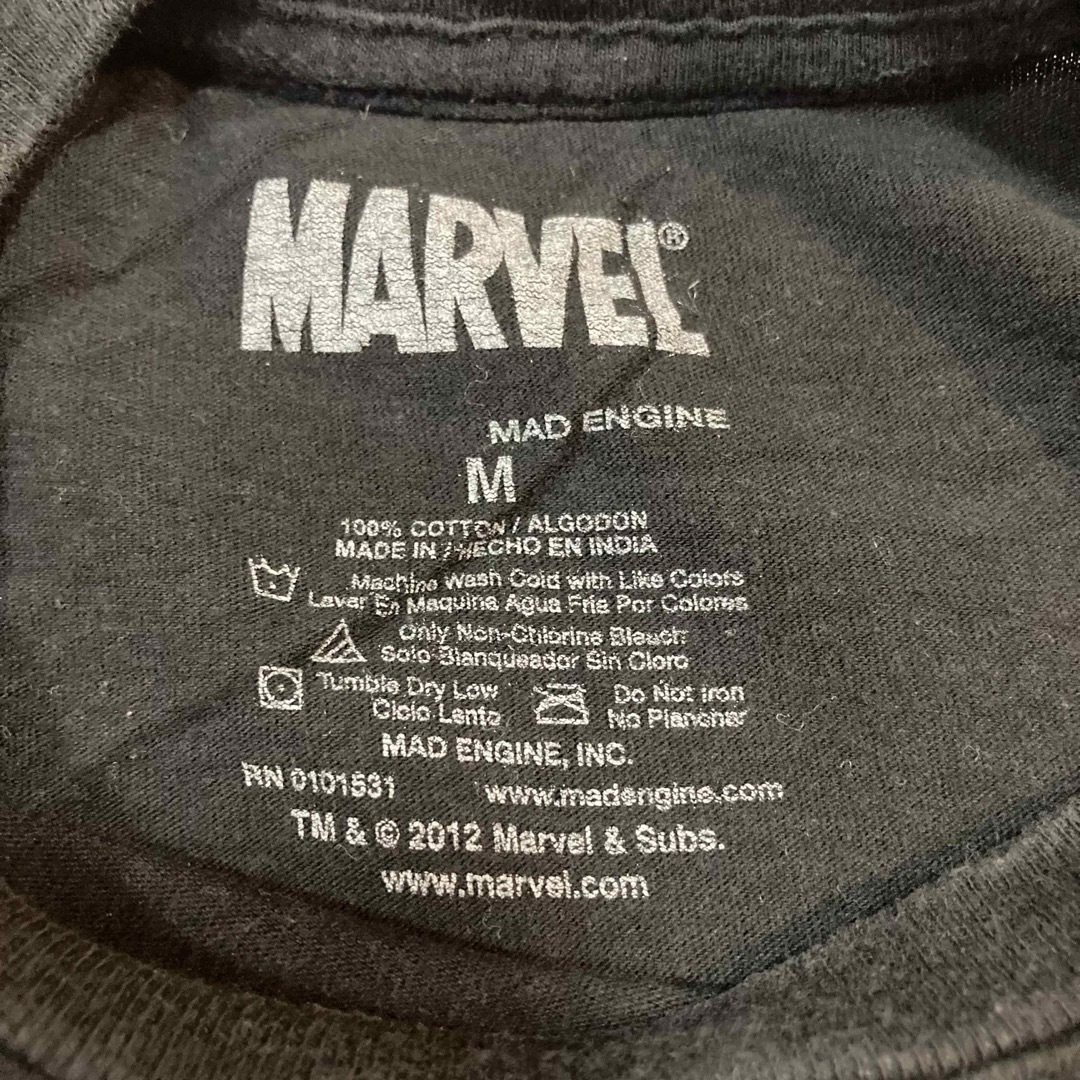 MARVEL®
MAD ENGINE
M
100% COTTON / ALGODON
MADE IN / HECHO EN INDIA
Machine Wash Cold with Like Colors
Lavar En Maquina Agua Fria Por Colores
Only Non-Chlorine Bleach
Solo Blanqueador Sin Cloro
Tumble Dry Low
Ciclo Lento
Do Not Iron
No Planchar
MAD ENGINE, INC.
RN 0101631 www.madengine.com
TM & © 2012 Marvel & Subs.
www.marvel.com